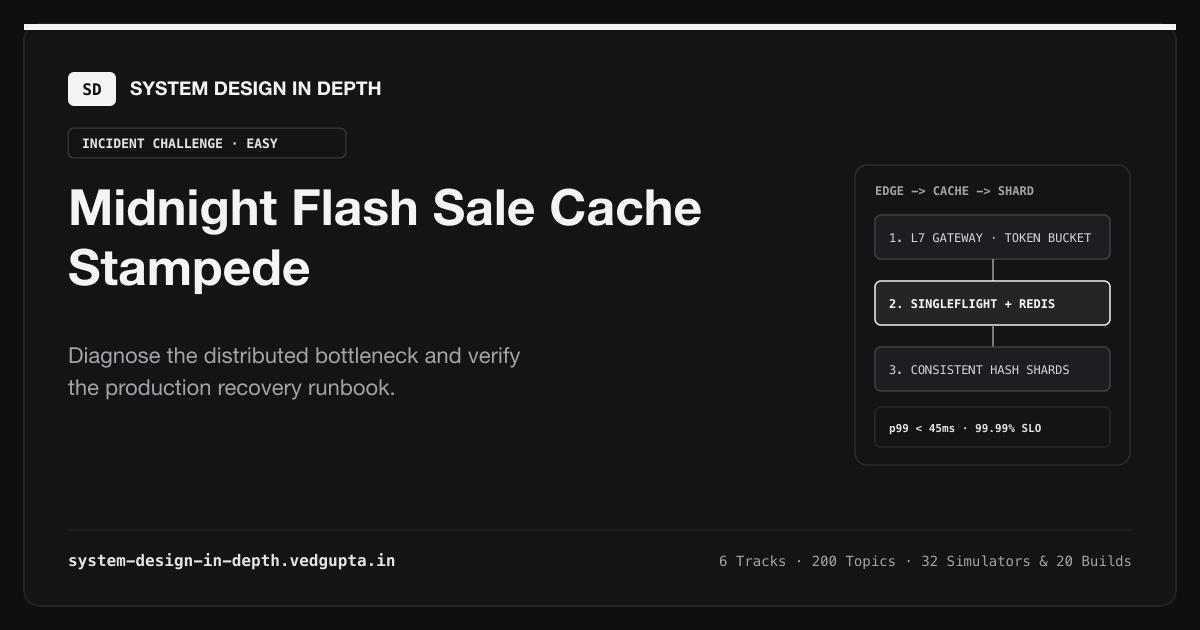 SD SYSTEM DESIGN IN DEPTH
INCIDENT CHALLENGE · EASY
Midnight Flash Sale Cache
Stampede
Diagnose the distributed bottleneck and verify
the production recovery runbook.
EDGE —> CACHE —> SHARD
1. L7 GATEWAY · TOKEN BUCKET
2. SINGLEFLIGHT + REDIS
3. CONSISTENT HASH SHARDS
p99 < 45ms · 99.99% SLO
system-design-in-depth.vedgupta.in
6 Tracks · 200 Topics · 32 Simulators & 20 Builds